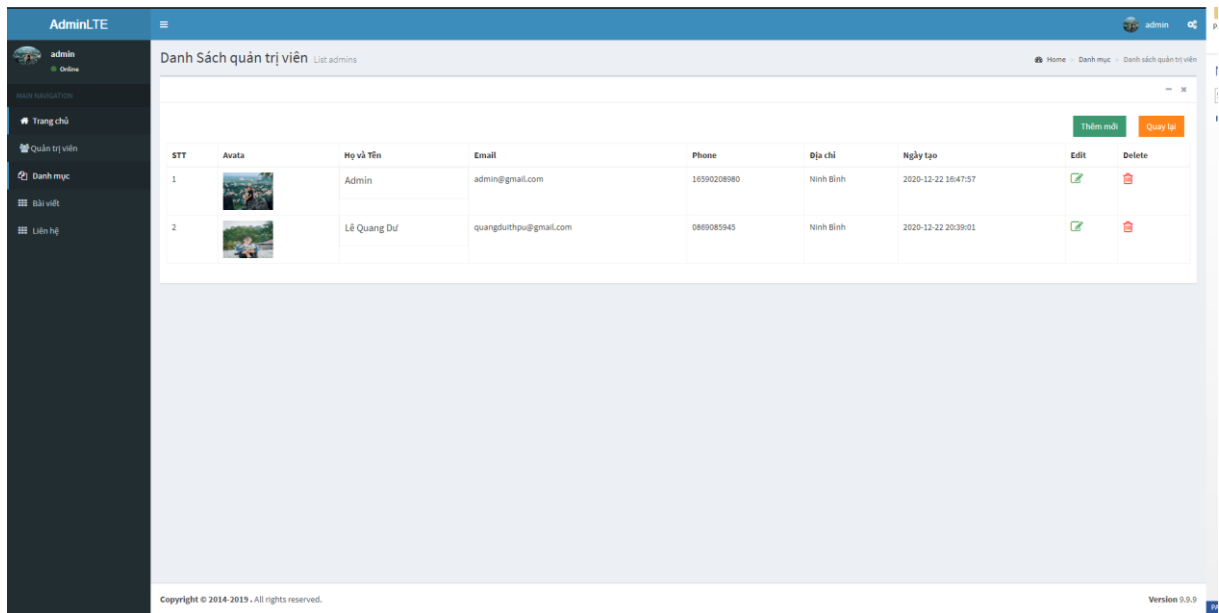 AdminLTE
admin
admin
Online
Danh Sách quản trị viên List admins
Home > Danh mục > Danh sách quản trị viên
MAIN NAVIGATION
Trang chủ
Quản trị viên
Danh mục
Bài viết
Liên hệ
Thêm mới Quay lại
STT Avata Họ và Tên Email Phone Địa chỉ Ngày tạo Edit Delete
1 Admin admin@gmail.com 16590208980 Ninh Bình 2020-12-22 16:47:57
2 Lê Quang Dư quangduithpu@gmail.com 0869085945 Ninh Bình 2020-12-22 20:39:01
Copyright © 2014-2019 . All rights reserved.
Version 9.9.9